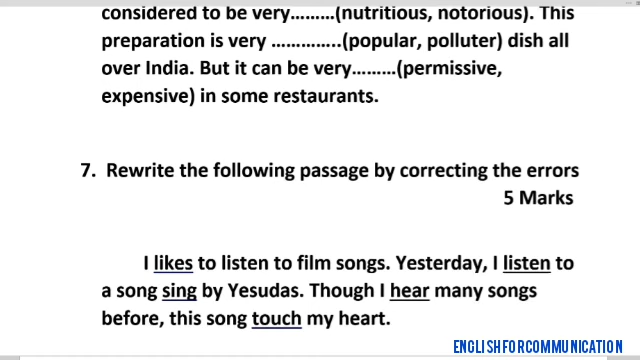 considered to be very………(nutritious, notorious). This
preparation is very …………..(popular, polluter) dish all
over India. But it can be very………(permissive,
expensive) in some restaurants.
7. Rewrite the following passage by correcting the errors
5 Marks
I likes to listen to film songs. Yesterday, I listen to
a song sing by Yesudas. Though I hear many songs
before, this song touch my heart.
ENGLISH FOR COMMUNICATION